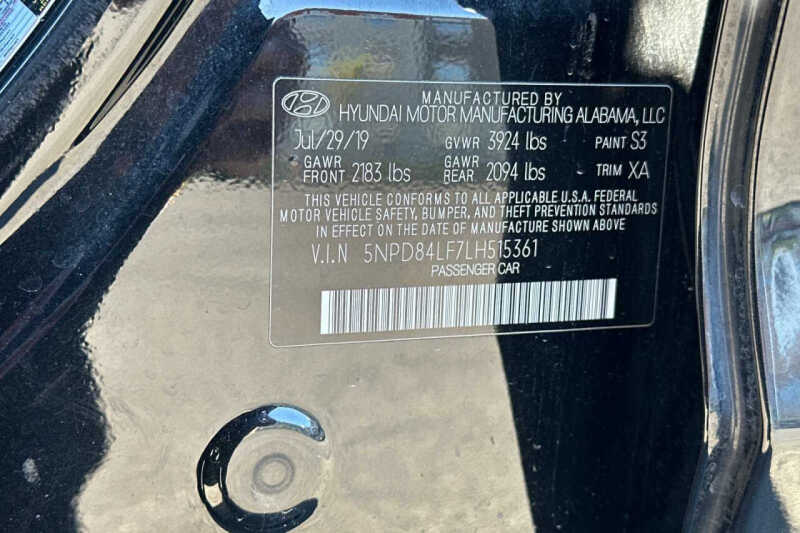 MANUFACTURED BY
HYUNDAI MOTOR MANUFACTURING ALABAMA, LLC
Jul/29/19 GVWR 3924 lbs PAINT S3
GAWR FRONT 2183 lbs GAWR REAR 2094 lbs TRIM XA
THIS VEHICLE CONFORMS TO ALL APPLICABLE U.S.A. FEDERAL
MOTOR VEHICLE SAFETY, BUMPER, AND THEFT PREVENTION STANDARDS
IN EFFECT ON THE DATE OF MANUFACTURE SHOWN ABOVE
V.I.N 5NPD84LF7LH515361
PASSENGER CAR